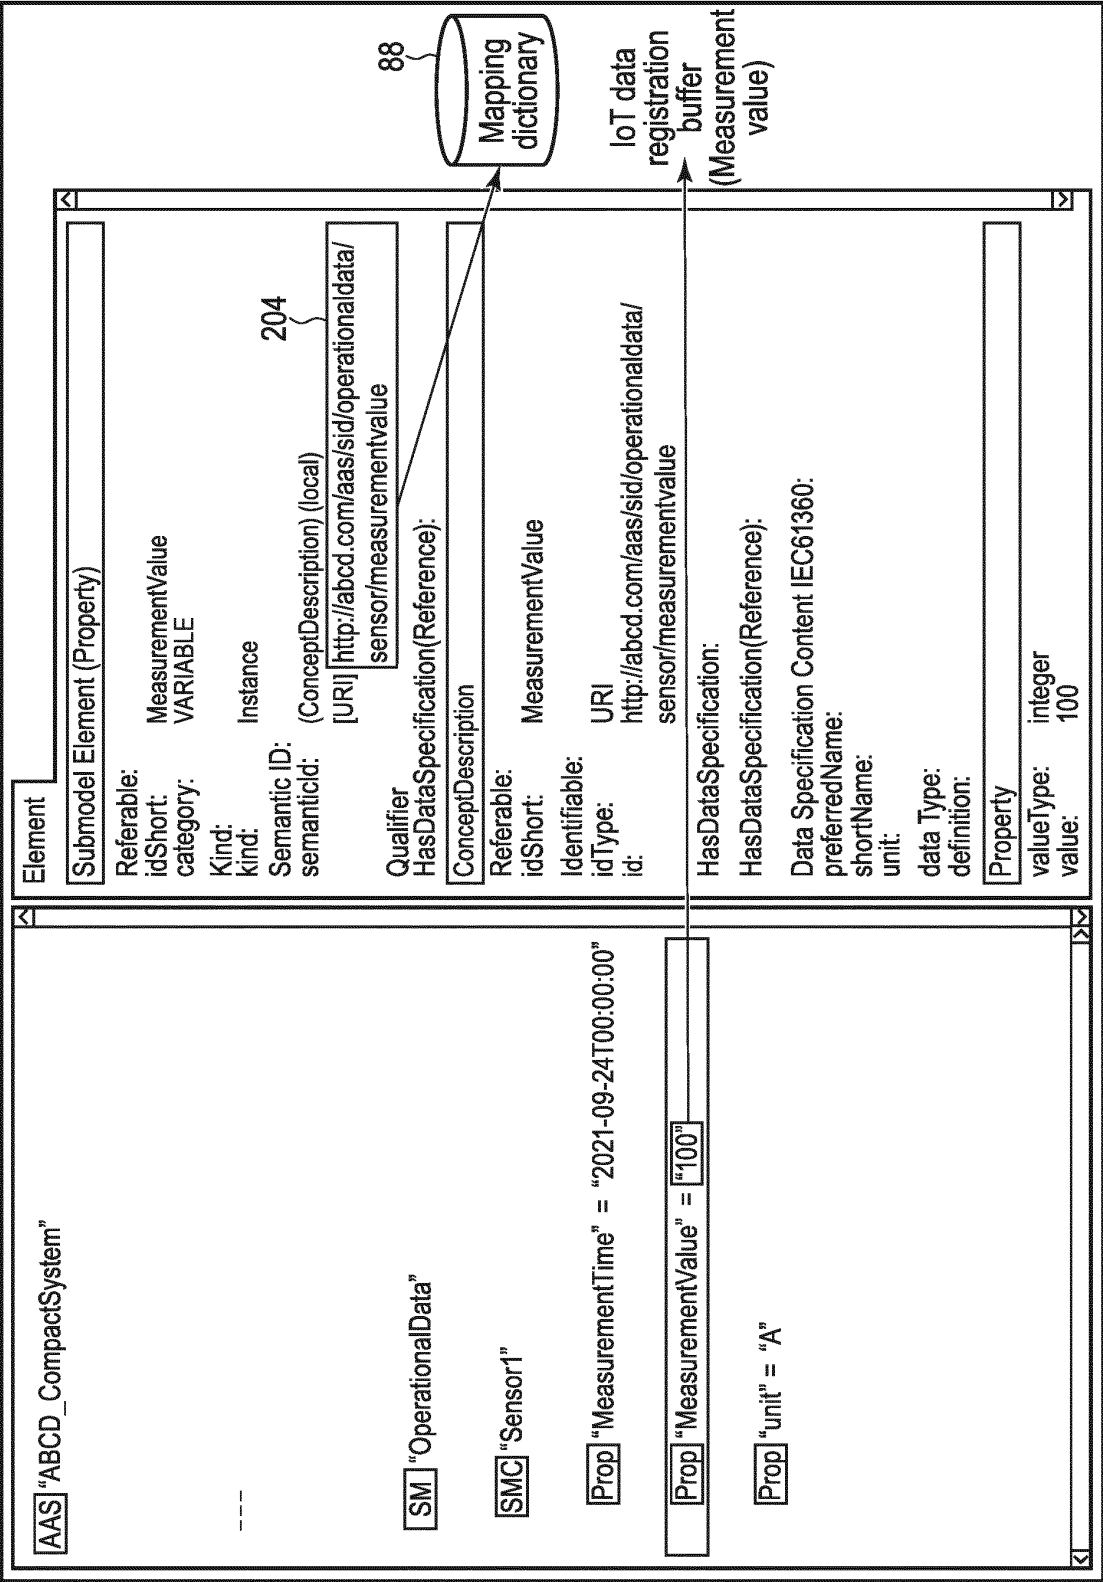 AAS "ABCD_CompactSystem"
---
SM "OperationalData"
SMC "Sensor1"
Prop "MeasurementTime" = "2021-09-24T00:00:00"
Prop "MeasurementValue" = "100"
Prop "unit" = "A"
Element
Submodel Element (Property)
Referable:
idShort: MeasurementValue
category: VARIABLE
Kind:
kind: Instance
Semantic ID:
semanticId: (ConceptDescription) (local)
[URI] http://abcd.com/aas/sid/operationaldata/
sensor/measurementvalue
204
Qualifier
HasDataSpecification(Reference):
ConceptDescription
Referable:
idShort: MeasurementValue
Identifiable:
idType: URI
id: http://abcd.com/aas/sid/operationaldata/
sensor/measurementvalue
HasDataSpecification:
HasDataSpecification(Reference):
Data Specification Content IEC61360:
preferredName:
shortName:
unit:
data Type:
definition:
Property
valueType: integer
value: 100
88
Mapping
dictionary
IoT data
registration
buffer
(Measurement
value)